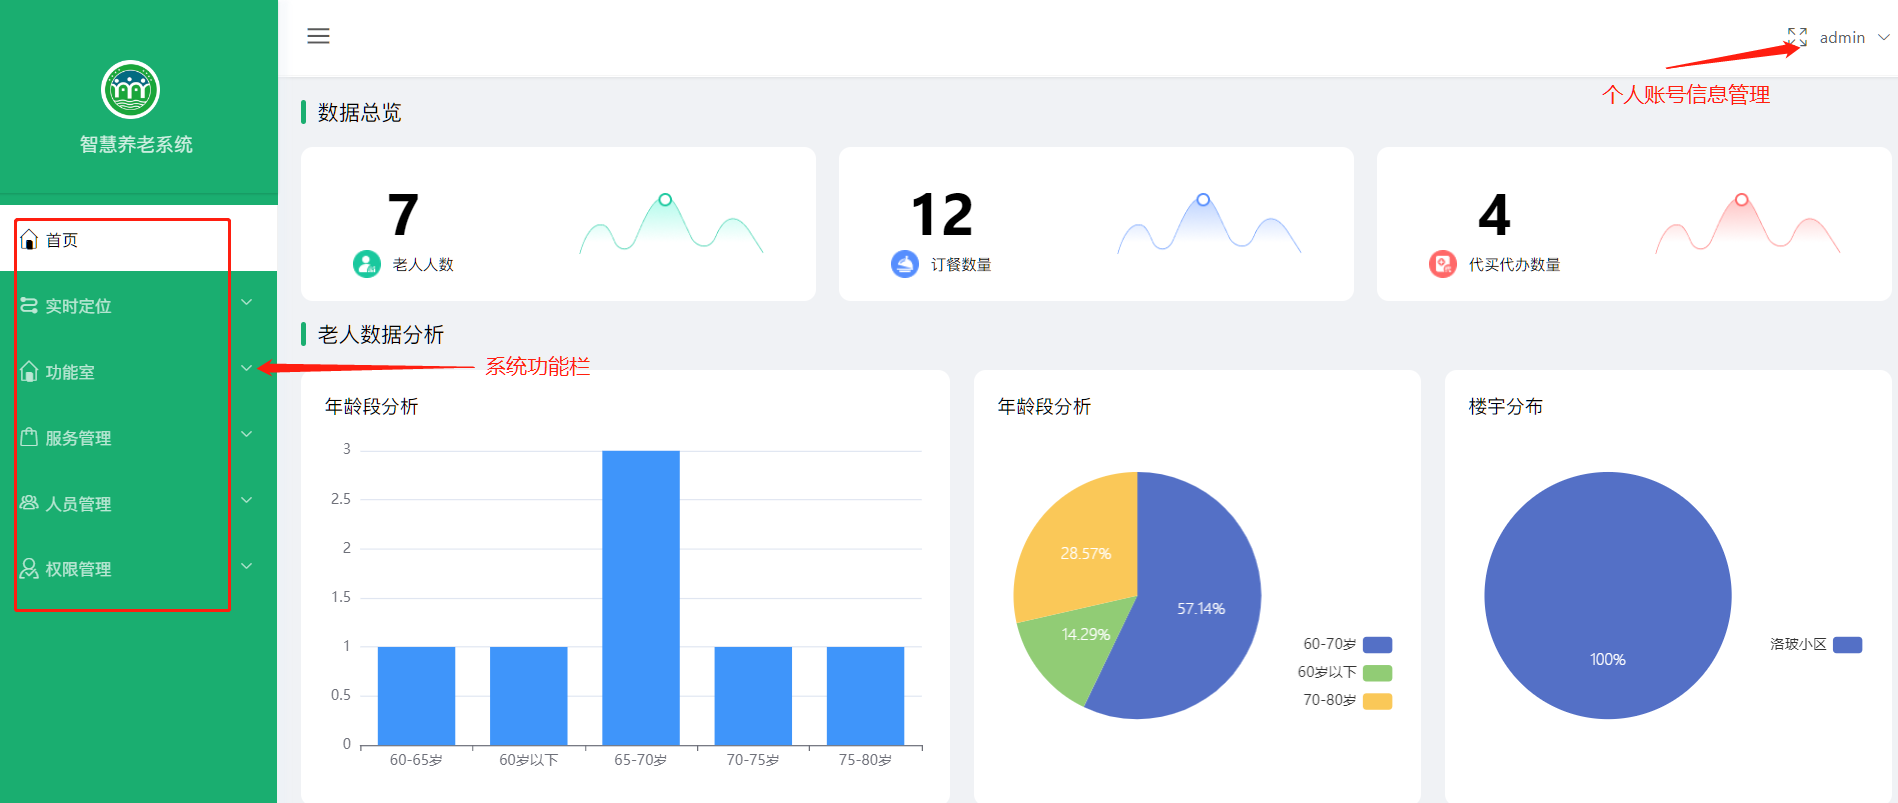 智慧养老系统
首页
实时定位
功能室
服务管理
人员管理
权限管理
系统功能栏
admin
个人账号信息管理
数据总览
7
老人人数
12
订餐数量
4
代买代办数量
老人数据分析
年龄段分析
3
2.5
2
1.5
1
0.5
0
60-65岁
60岁以下
65-70岁
70-75岁
75-80岁
年龄段分析
28.57%
57.14%
14.29%
60-70岁
60岁以下
70-80岁
楼宇分布
100%
洛玻小区